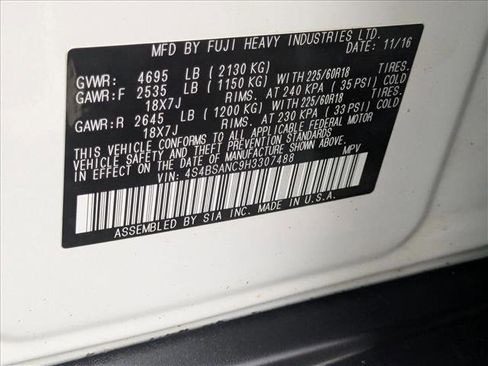 MFD BY FUJI HEAVY INDUSTRIES LTD.
DATE: 11/16
GVWR: 4695 LB (2130 KG)
GAWR:F 2535 LB (1150 KG) WITH 225/60R18 TIRES.
18X7J RIMS. AT 240 KPA (35 PSI) COLD
GAWR:R 2645 LB (1200 KG) WITH 225/60R18 TIRES.
18X7J RIMS. AT 230 KPA (33 PSI) COLD
THIS VEHICLE CONFORMS TO ALL APPLICABLE FEDERAL MOTOR
VEHICLE SAFETY AND THEFT PREVENTION STANDARDS
IN EFFECT ON THE DATE OF MANUFACTURE SHOWN ABOVE.
VIN: 4S4BSANC9H3307488 MPV
ASSEMBLED BY SIA INC. MADE IN U.S.A.